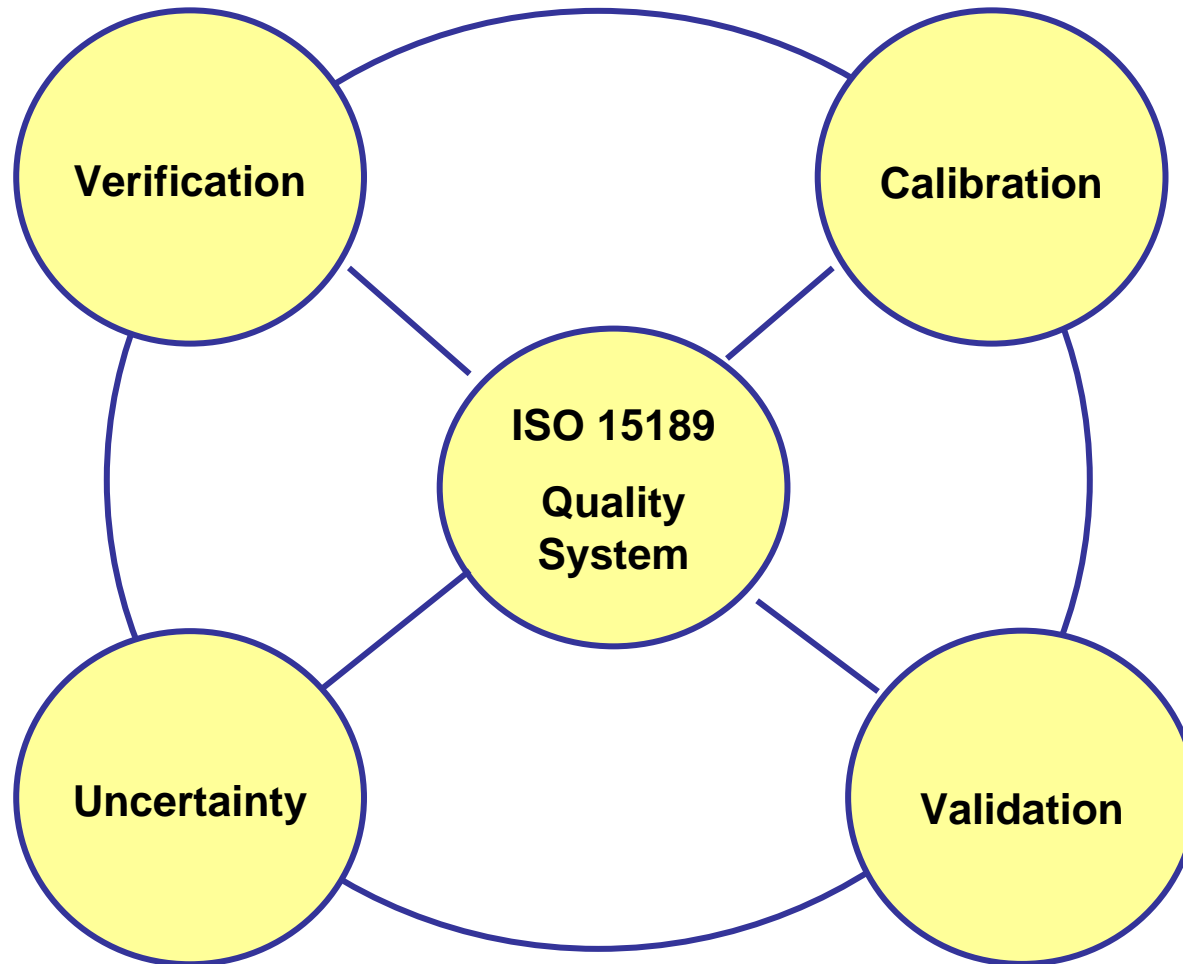 Verification
Calibration
ISO 15189
Quality
System
Uncertainty
Validation